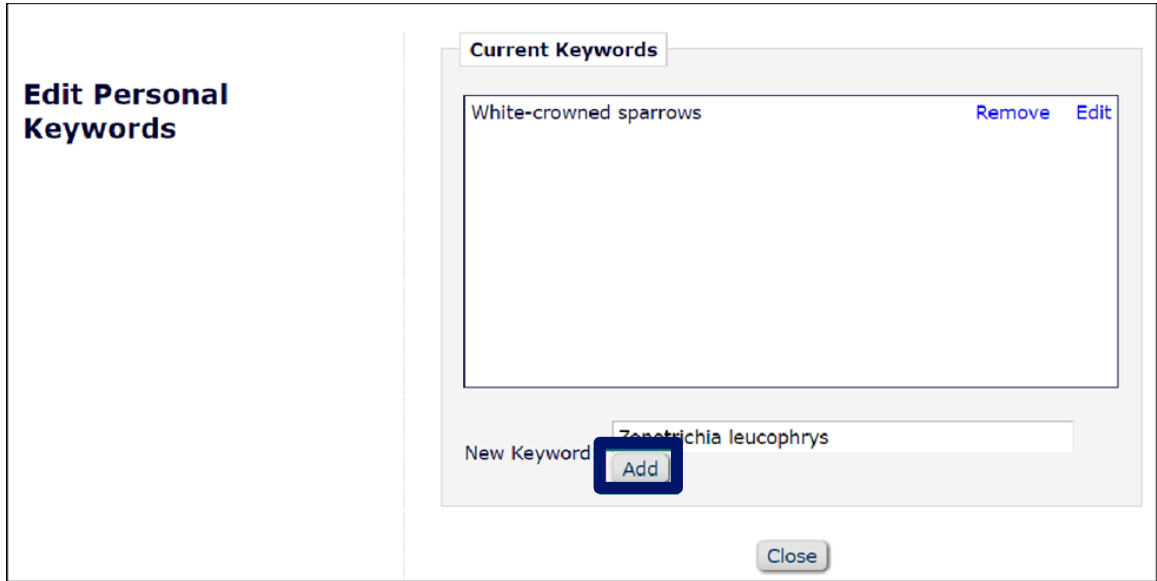 Edit Personal
Keywords
Current Keywords
White-crowned sparrows Remove Edit
New Keyword
Zonotrichia leucophrys
Add
Close